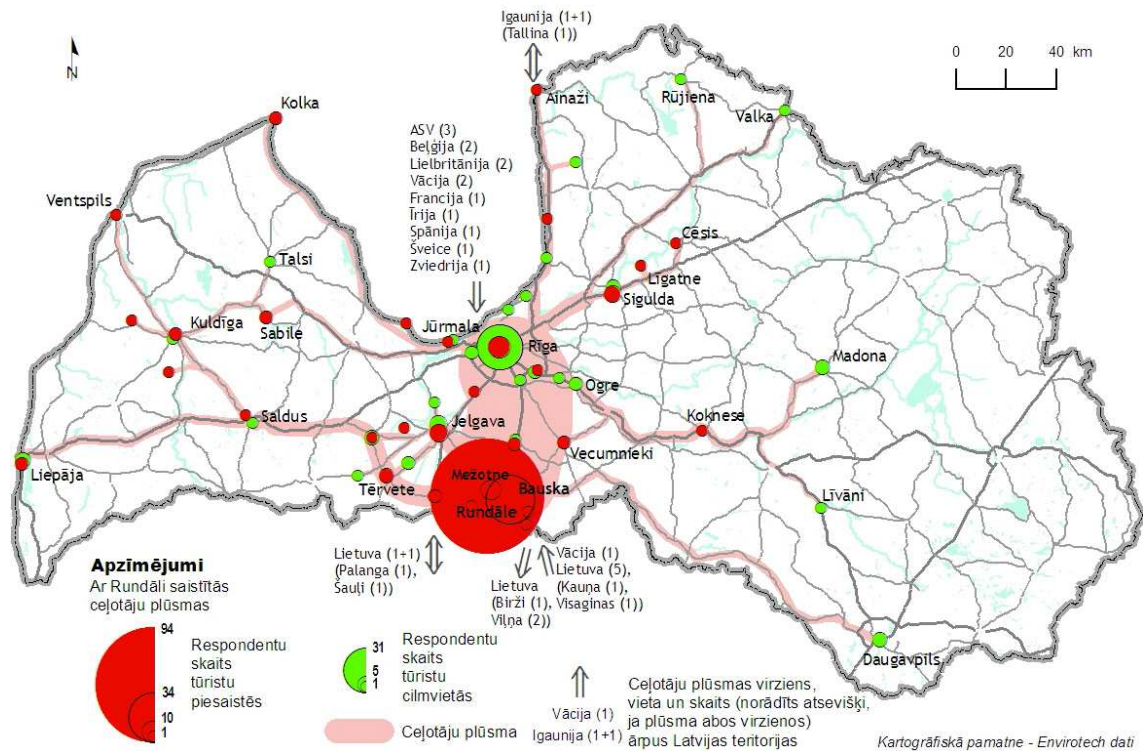 Igaunija (1+1)
(Tallina (1))
0 20 40 km
N
Ainaži
Rūjiena
Valka
Kolka
ASV (3)
Beļģija (2)
Lielbritānija (2)
Vācija (2)
Francija (1)
Īrija (1)
Spānija (1)
Šveice (1)
Zviedrija (1)
Ventspils
Talsi
Cēsis
Līgatne
Sigulda
Kuldīga
Sabile
Jūrmala
Rīga
Madona
Ogre
Saldus
Jelgava
Koknese
Vecumnieki
Liepāja
Tērvete
Mežotne
Bauska
Rundāle
Līvāni
Daugavpils
Lietuva (1+1)
(Palanga (1),
Šauļi (1))
Lietuva
(Birži (1),
Viļņa (2))
Vācija (1)
Lietuva (5),
(Kauņa (1),
Visaginas (1))
Apzīmējumi
Ar Rundāli saistītās
ceļotāju plūsmas
94
34
10
1
Respondentu
skaits
tūristu
piesaistēs
31
5
1
Respondentu
skaits
tūristu
cilmvietās
Ceļotāju plūsma
Vācija (1)
Igaunija (1+1)
Ceļotāju plūsmas virziens,
vieta un skaits (norādīts atsevišķi,
ja plūsma abos virzienos)
ārpus Latvijas teritorijas
Kartogrāfiskā pamatne - Envirotech dati